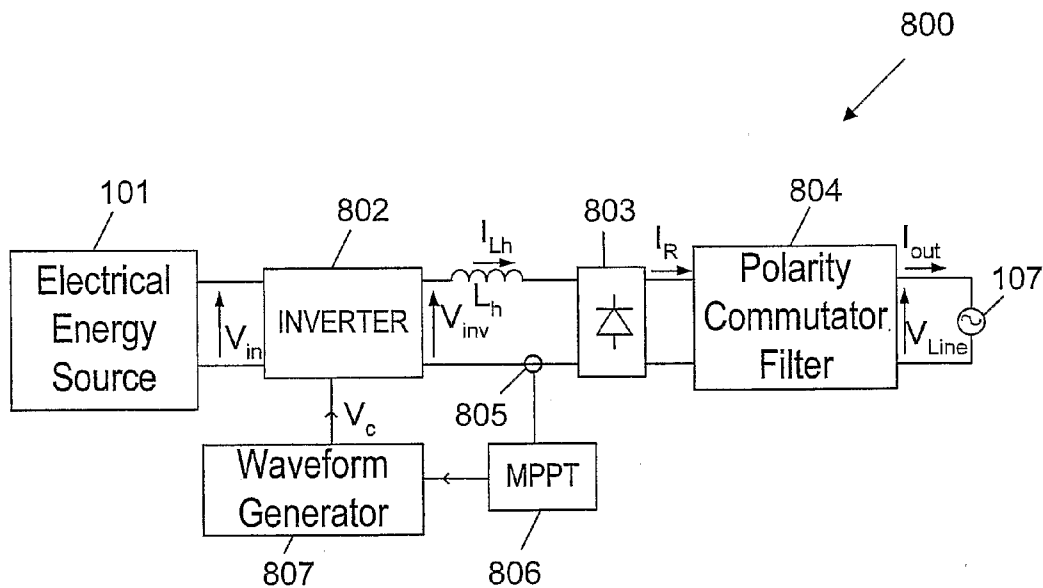 800
101
802
803
804
Electrical
Energy
Source
V_in
INVERTER
V_inv
I_Lh
L_h
805
I_R
Polarity
Commutator
Filter
I_out
V_Line
107
V_c
Waveform
Generator
807
MPPT
806